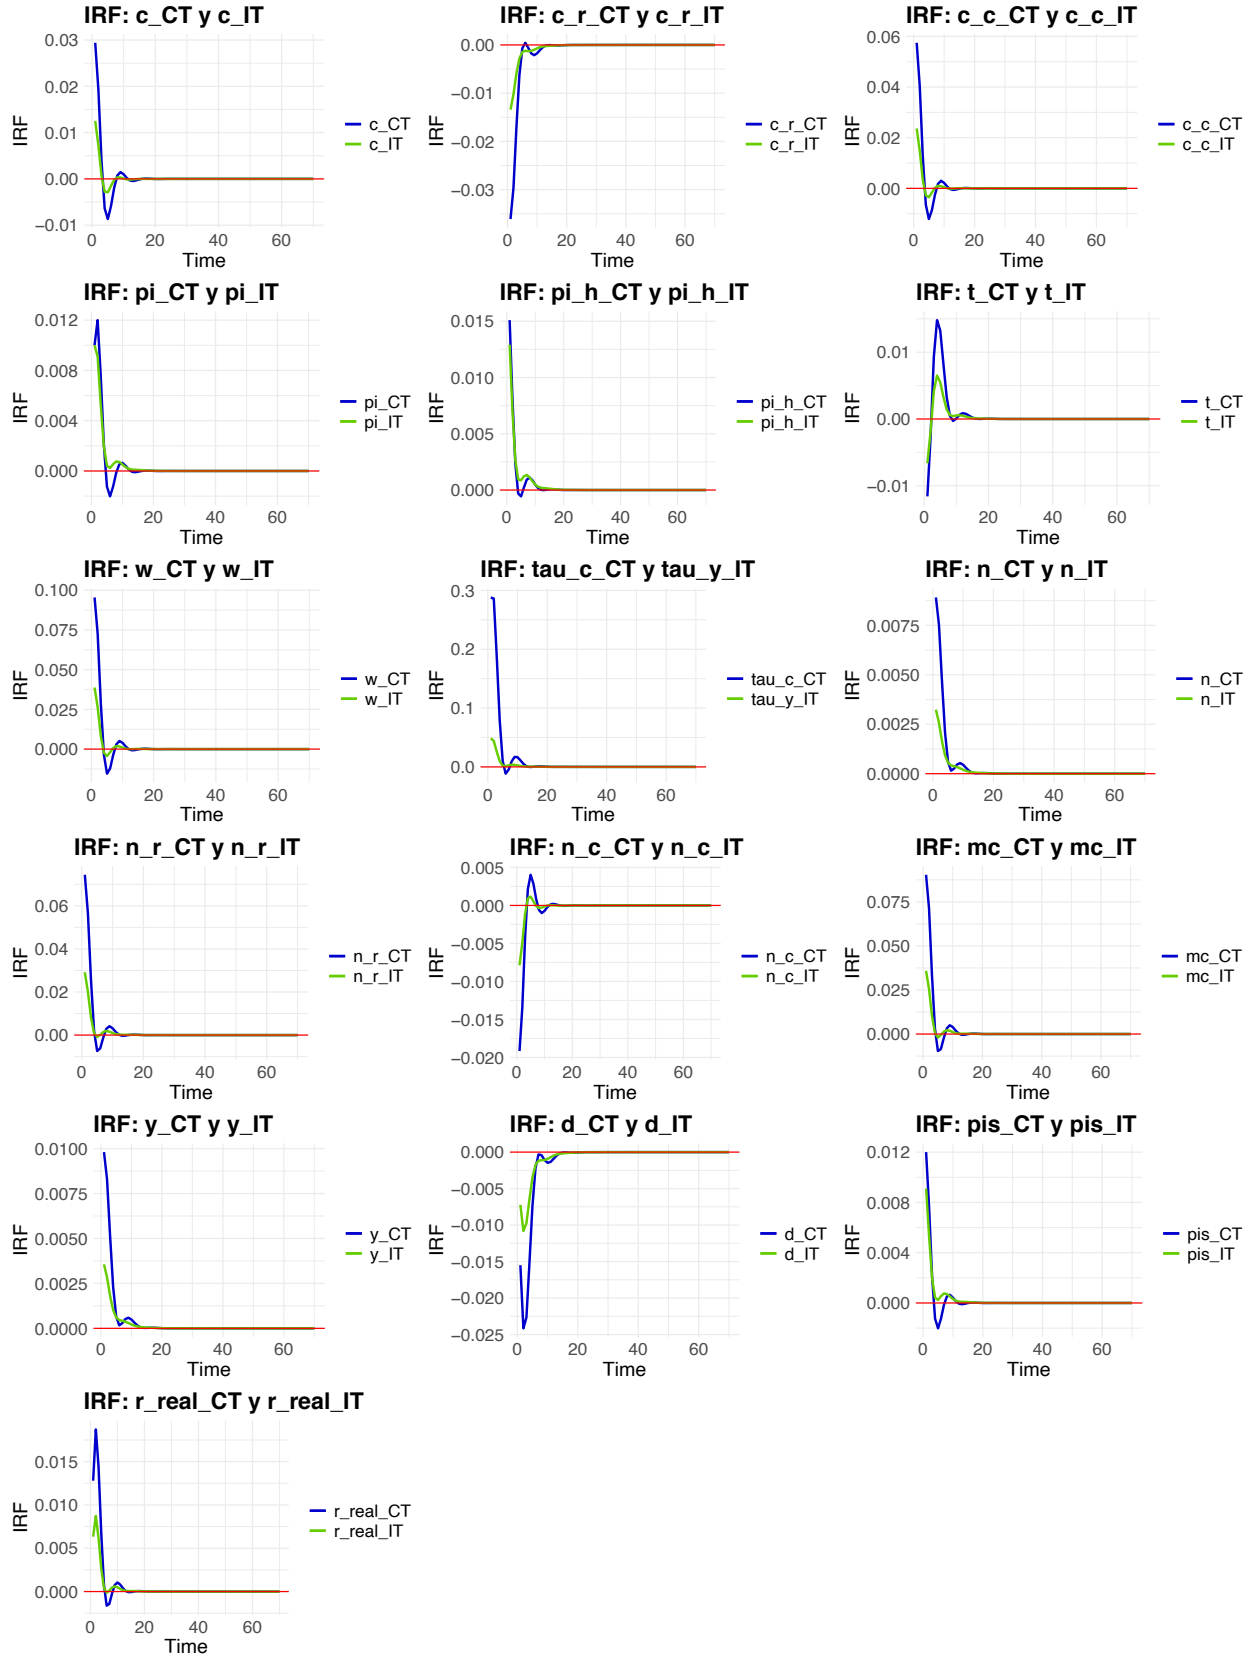 IRF: c_CT y c_IT
0.03
0.02
0.01
0.00
−0.01
IRF
0 20 40 60
Time
c_CT
c_IT
IRF: c_r_CT y c_r_IT
0.00
−0.01
−0.02
−0.03
IRF
0 20 40 60
Time
c_r_CT
c_r_IT
IRF: c_c_CT y c_c_IT
0.06
0.04
0.02
0.00
IRF
0 20 40 60
Time
c_c_CT
c_c_IT
IRF: pi_CT y pi_IT
0.012
0.008
0.004
0.000
IRF
0 20 40 60
Time
pi_CT
pi_IT
IRF: pi_h_CT y pi_h_IT
0.015
0.010
0.005
0.000
IRF
0 20 40 60
Time
pi_h_CT
pi_h_IT
IRF: t_CT y t_IT
0.01
0.00
−0.01
IRF
0 20 40 60
Time
t_CT
t_IT
IRF: w_CT y w_IT
0.100
0.075
0.050
0.025
0.000
IRF
0 20 40 60
Time
w_CT
w_IT
IRF: tau_c_CT y tau_y_IT
0.3
0.2
0.1
0.0
IRF
0 20 40 60
Time
tau_c_CT
tau_y_IT
IRF: n_CT y n_IT
0.0075
0.0050
0.0025
0.0000
IRF
0 20 40 60
Time
n_CT
n_IT
IRF: n_r_CT y n_r_IT
0.06
0.04
0.02
0.00
IRF
0 20 40 60
Time
n_r_CT
n_r_IT
IRF: n_c_CT y n_c_IT
0.005
0.000
−0.005
−0.010
−0.015
−0.020
IRF
0 20 40 60
Time
n_c_CT
n_c_IT
IRF: mc_CT y mc_IT
0.075
0.050
0.025
0.000
IRF
0 20 40 60
Time
mc_CT
mc_IT
IRF: y_CT y y_IT
0.0100
0.0075
0.0050
0.0025
0.0000
IRF
0 20 40 60
Time
y_CT
y_IT
IRF: d_CT y d_IT
0.000
−0.005
−0.010
−0.015
−0.020
−0.025
IRF
0 20 40 60
Time
d_CT
d_IT
IRF: pis_CT y pis_IT
0.012
0.008
0.004
0.000
IRF
0 20 40 60
Time
pis_CT
pis_IT
IRF: r_real_CT y r_real_IT
0.015
0.010
0.005
0.000
IRF
0 20 40 60
Time
r_real_CT
r_real_IT